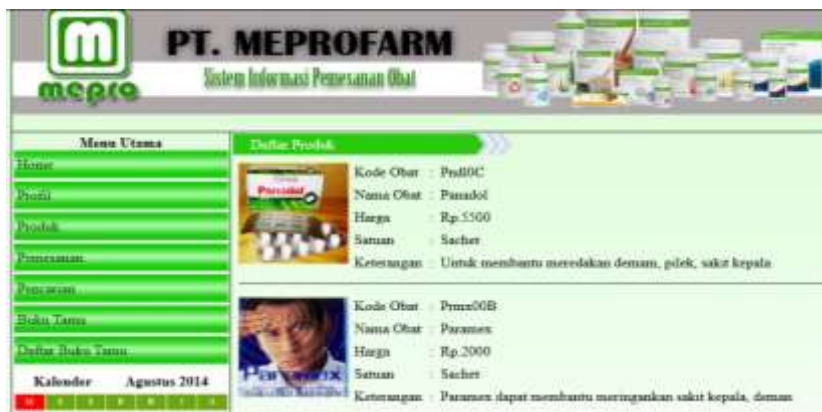 PT. MEPROFARM
mepro
Sistem Informasi Pemesanan Obat
Menu Utama
Home
Profil
Produk
Pemesanan
Pencarian
Buku Tamu
Daftar Buku Tamu
Kalender Agustus 2014
Daftar Produk
Panadol
Kode Obat :
Nama Obat : Panadol
Harga : Rp.5500
Satuan : Sachet
Keterangan : Untuk membantu meredakan demam, pilek, sakit kepala
Paramex
Kode Obat : Prmx00B
Nama Obat : Paramex
Harga : Rp.2000
Satuan : Sachet
Keterangan : Paramex dapat membantu meringankan sakit kepala, deman